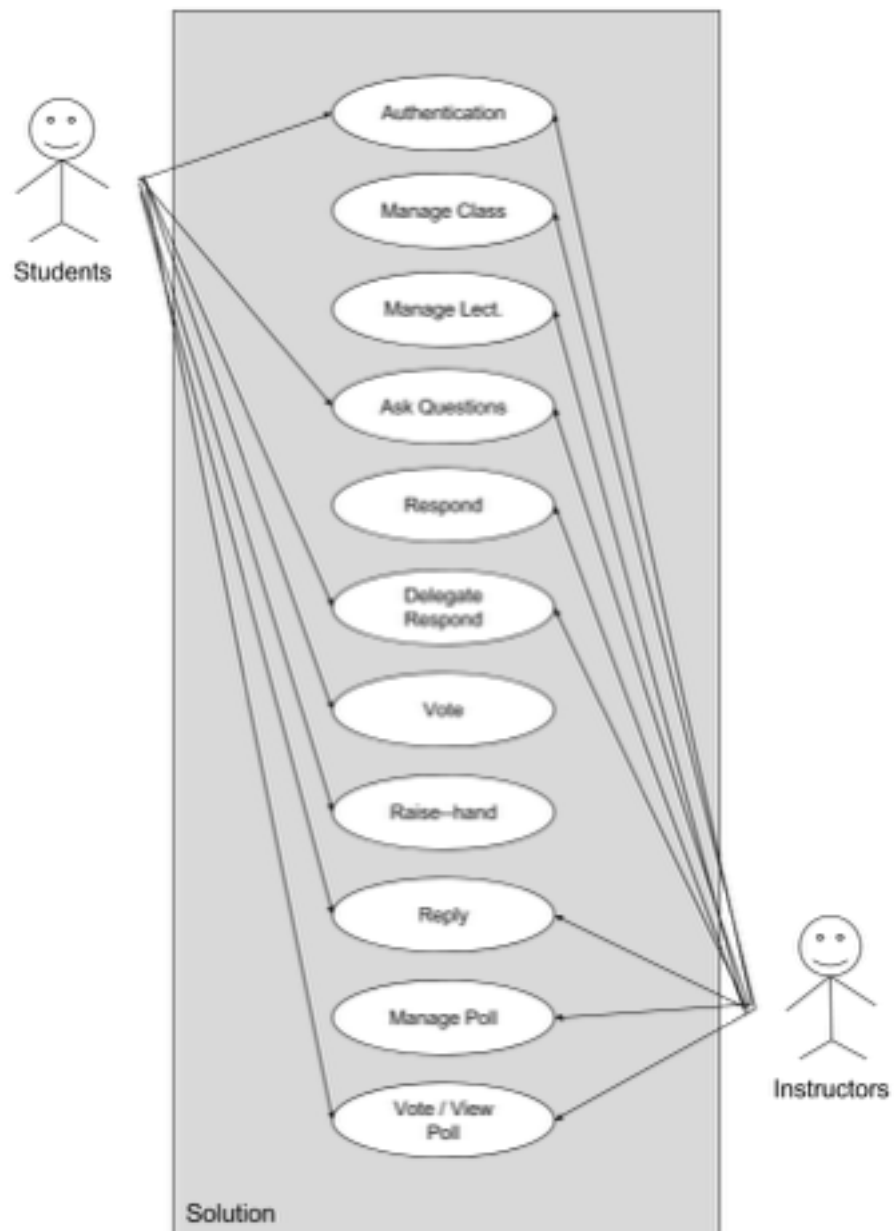 Authentication
Manage Class
Students
Manage Lect.
Ask Questions
Respond
Delegate
Respond
Vote
Raise--hand
Reply
Manage Poll
Instructors
Vote / View
Poll
Solution